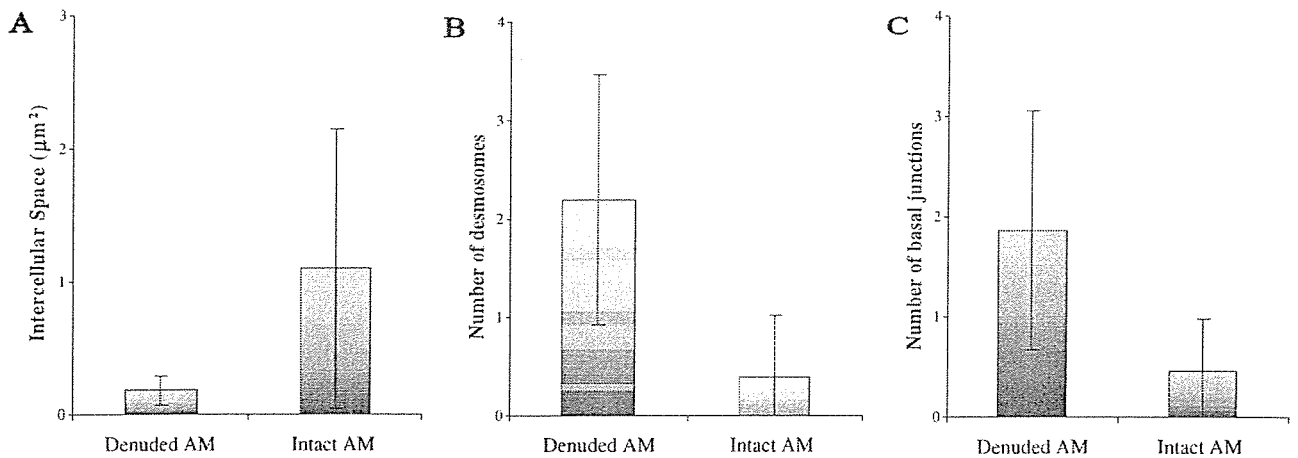 A
Intercellular Space (μm²)
3
2
1
0
Denuded AM
Intact AM
B
Number of desmosomes
4
3
2
1
0
Denuded AM
Intact AM
C
Number of basal junctions
4
3
2
1
0
Denuded AM
Intact AM